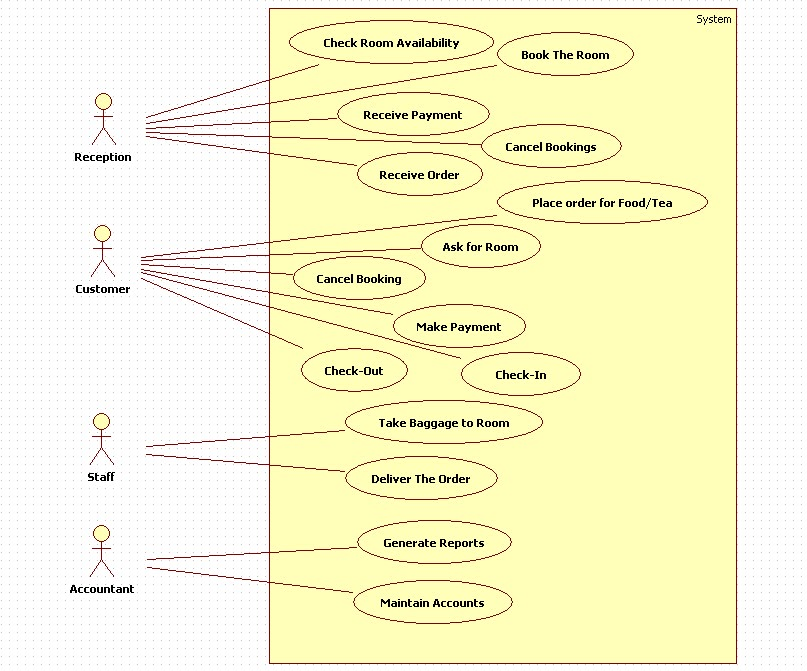 System
Check Room Availability
Book The Room
Receive Payment
Cancel Bookings
Reception
Receive Order
Place order for Food/Tea
Ask for Room
Customer
Cancel Booking
Make Payment
Check-Out
Check-In
Take Baggage to Room
Staff
Deliver The Order
Generate Reports
Accountant
Maintain Accounts